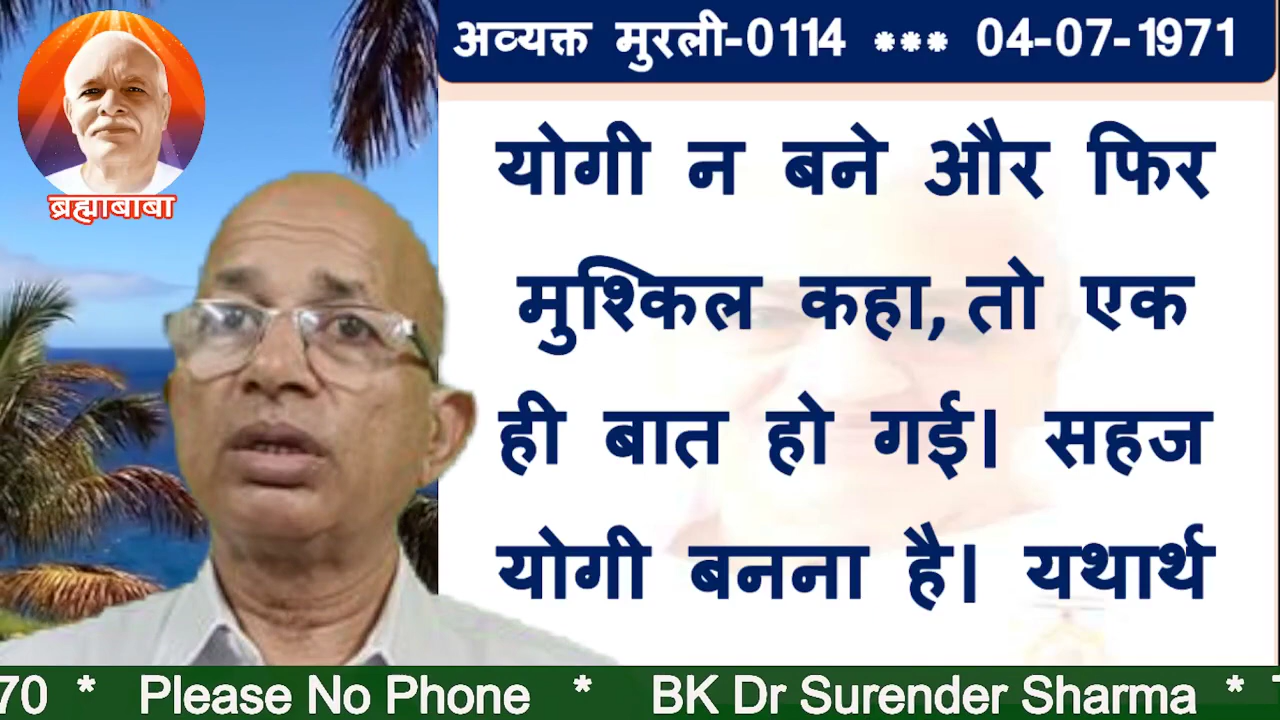 अव्यक्त मुरली-0114 *** 04-07-1971
ब्रह्माबाबा
योगी न बने और फिर
मुश्किल कहा, तो एक
ही बात हो गई। सहज
योगी बनना है। यथार्थ
70 * Please No Phone * BK Dr Surender Sharma *